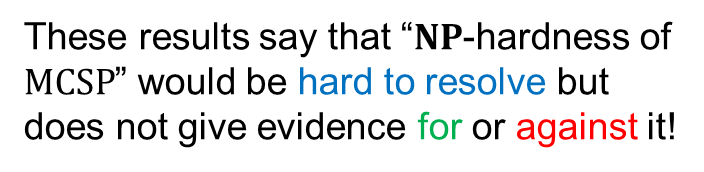 These results say that “NP-hardness of
MCSP” would be hard to resolve but
does not give evidence for or against it!